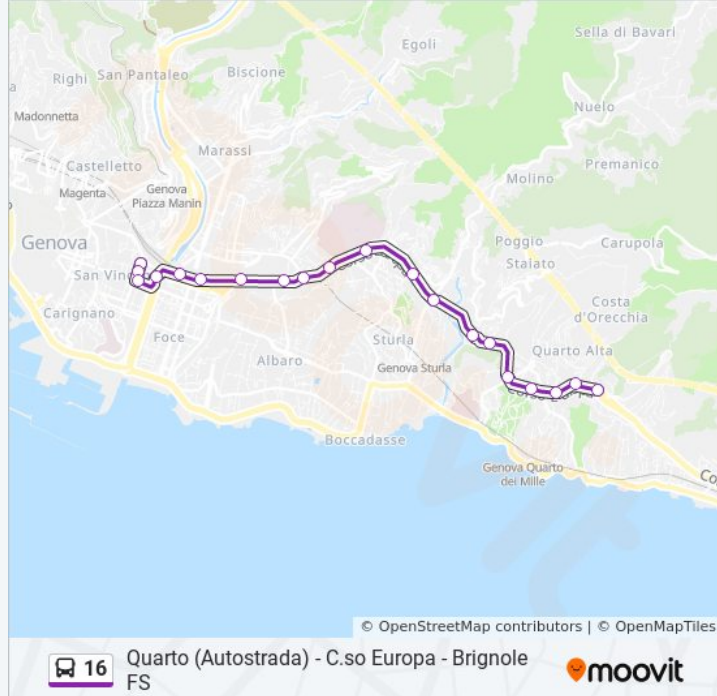 Egoli
Sella di Bavari
Righi
San Pantaleo
Biscione
Nuelo
Madonnetta
Marassi
Castelletto
Premanico
Molino
Magenta
Genova
Piazza Manin
Genova
Poggio
Stalato
Carupola
San Vinc
Costa
d'Orecchia
Carignano
Foce
Sturla
Quarto Alta
Albaro
Genova Sturla
Boccadasse
Genova Quarto
dei Mille
© OpenStreetMap contributors | © OpenMapTiles
16
Quarto (Autostrada) - C.so Europa - Brignole
FS
moovit